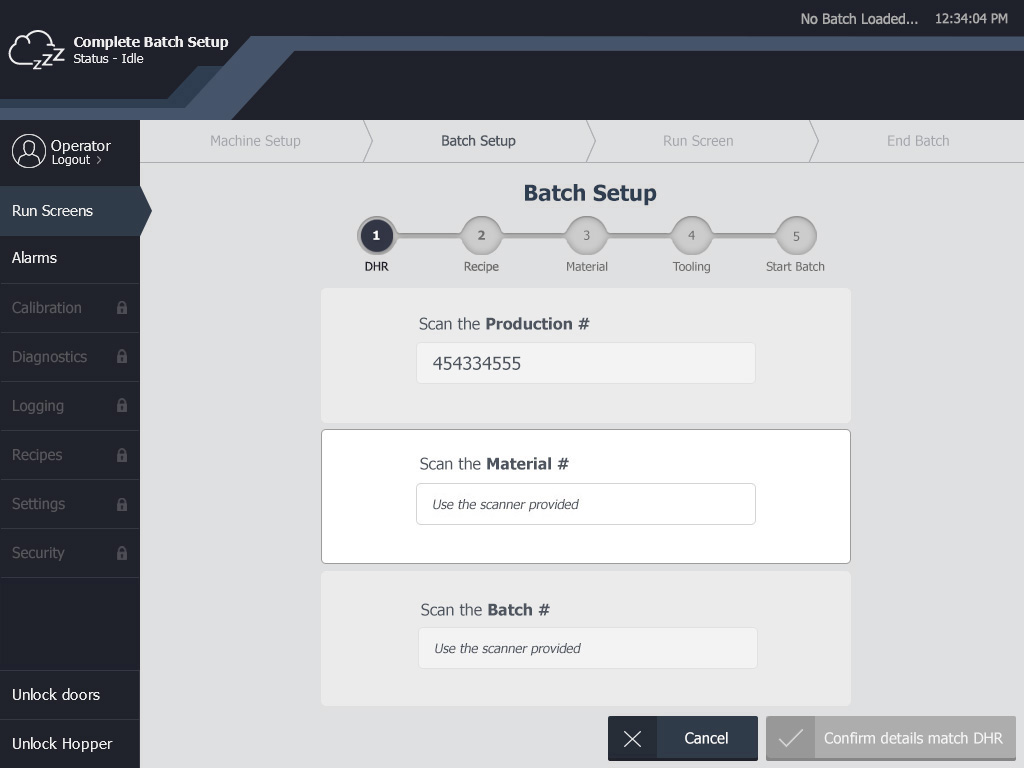 No Batch Loaded... 12:34:04 PM
Complete Batch Setup
Status - Idle
zzZ
Operator
Logout >
Run Screens
Alarms
Calibration
Diagnostics
Logging
Recipes
Settings
Security
Unlock doors
Unlock Hopper
Machine Setup Batch Setup Run Screen End Batch
Batch Setup
1 2 3 4 5
DHR Recipe Material Tooling Start Batch
Scan the Production #
454334555
Scan the Material #
Use the scanner provided
Scan the Batch #
Use the scanner provided
Cancel Confirm details match DHR